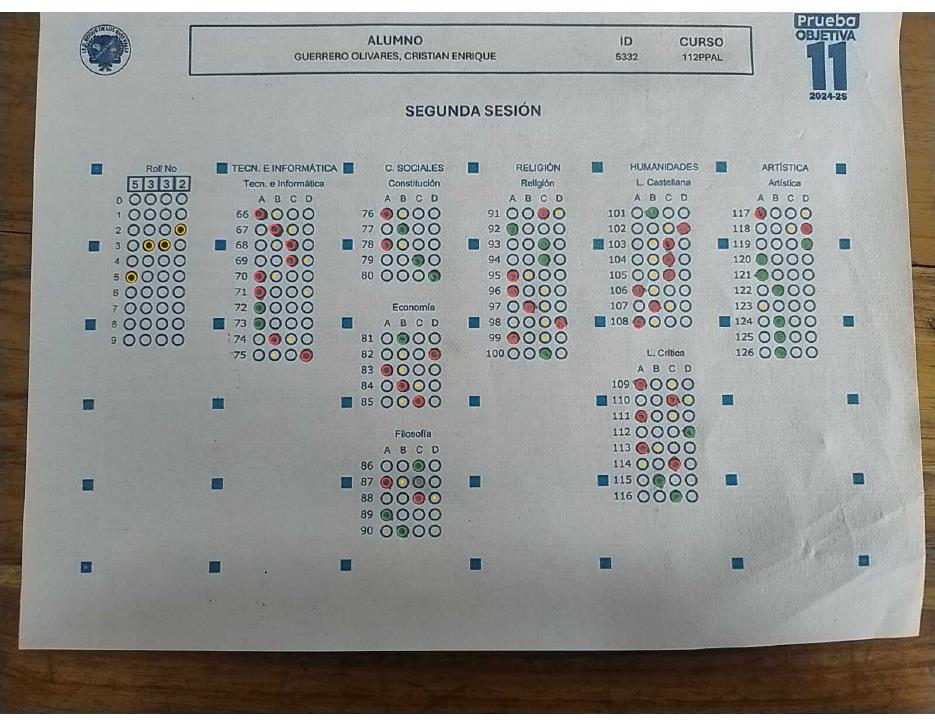 Prueba
OBJETIVA
11
2024-2S
ALUMNO ID CURSO
GUERRERO OLIVARES, CRISTIAN ENRIQUE 5332 112PPAL
SEGUNDA SESIÓN
Roll No
5 3 3 2
0
1
2
3
4
5
6
7
8
9
TECN. E INFORMÁTICA
Tecn. e Informática
A B C D
66
67
68
69
70
71
72
73
74
75
C. SOCIALES
Constitución
A B C D
76
77
78
79
80
Economía
A B C D
81
82
83
84
85
Filosofía
A B C D
86
87
88
89
90
RELIGIÓN
Religión
A B C D
91
92
93
94
95
96
97
98
99
100
HUMANIDADES
L. Castellana
A B C D
101
102
103
104
105
106
107
108
L. Crítica
A B C D
109
110
111
112
113
114
115
116
ARTÍSTICA
Artística
A B C D
117
118
119
120
121
122
123
124
125
126